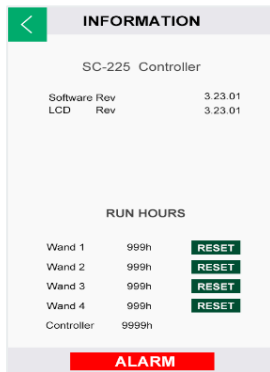 INFORMATION
SC-225 Controller
Software Rev 3.23.01
LCD Rev 3.23.01
RUN HOURS
Wand 1 999h RESET
Wand 2 999h RESET
Wand 3 999h RESET
Wand 4 999h RESET
Controller 9999h
ALARM